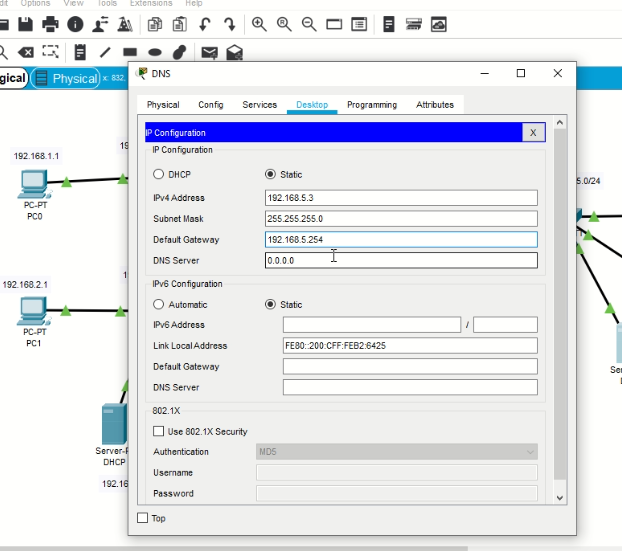 Options View Tools Extensions Help
DNS
gical) Physical x: 832,
Physical Config Services Desktop Programming Attributes
IP Configuration X
IP Configuration
DHCP Static
IPv4 Address 192.168.5.3
Subnet Mask 255.255.255.0
Default Gateway 192.168.5.254
DNS Server 0.0.0.0
IPv6 Configuration
Automatic Static
IPv6 Address /
Link Local Address FE80::200:CFF:FEB2:6425
Default Gateway
DNS Server
802.1X
Use 802.1X Security
Authentication MD5
Username
Password
Top
192.168.1.1
PC-PT
PC0
192.168.2.1
PC-PT
PC1
Server-P
DHCP
192.16
5.0/24
Ser